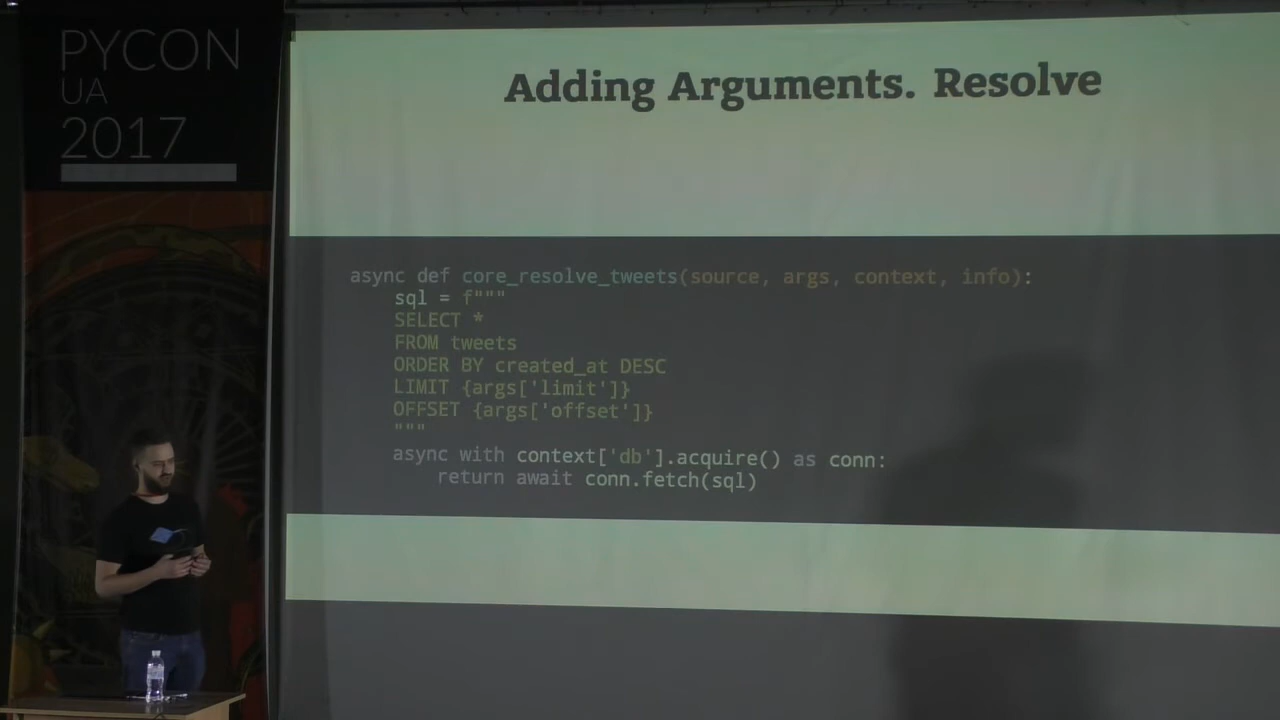 PYCON
UA
2017
Adding Arguments. Resolve
async def core_resolve_tweets(source, args, context, info):
sql = f"""
SELECT *
FROM tweets
ORDER BY created_at DESC
LIMIT {args['limit']}
OFFSET {args['offset']}
"""
async with context['db'].acquire() as conn:
return await conn.fetch(sql)